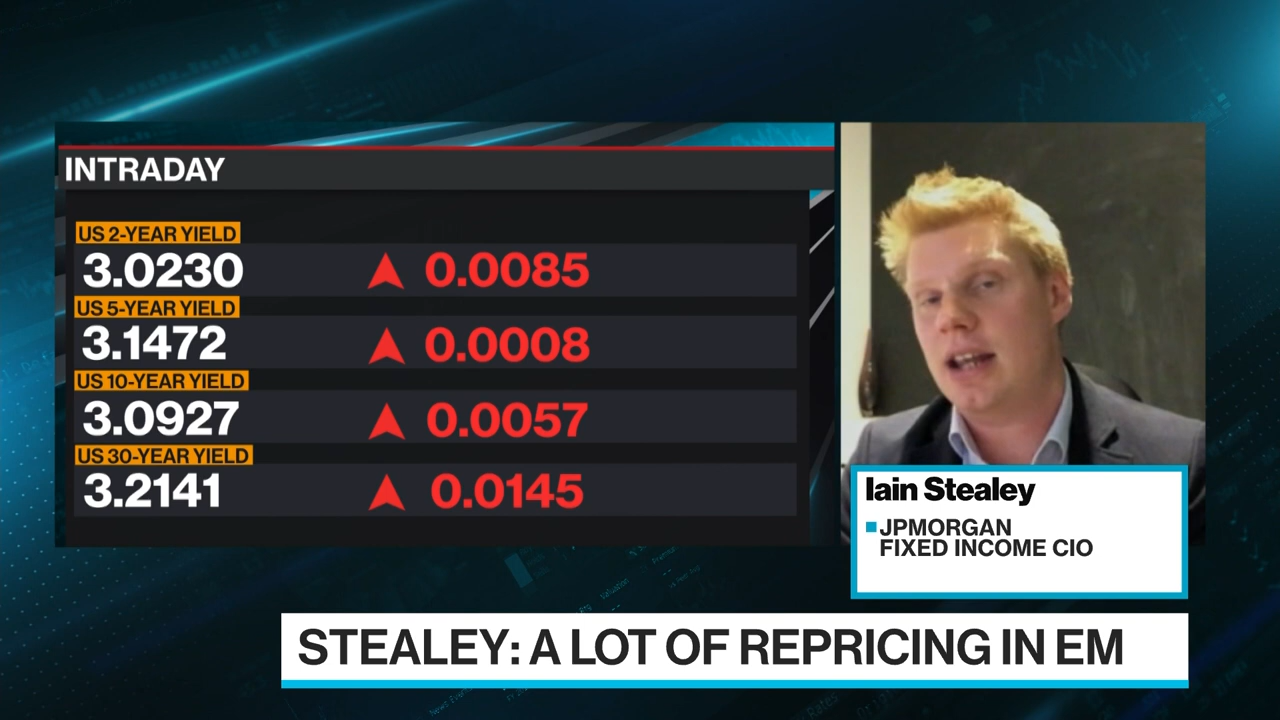 INTRADAY
US 2-YEAR YIELD
3.0230 ▲ 0.0085
US 5-YEAR YIELD
3.1472 ▲ 0.0008
US 10-YEAR YIELD
3.0927 ▲ 0.0057
US 30-YEAR YIELD
3.2141 ▲ 0.0145
Iain Stealey
JPMORGAN
FIXED INCOME CIO
STEALEY: A LOT OF REPRICING IN EM